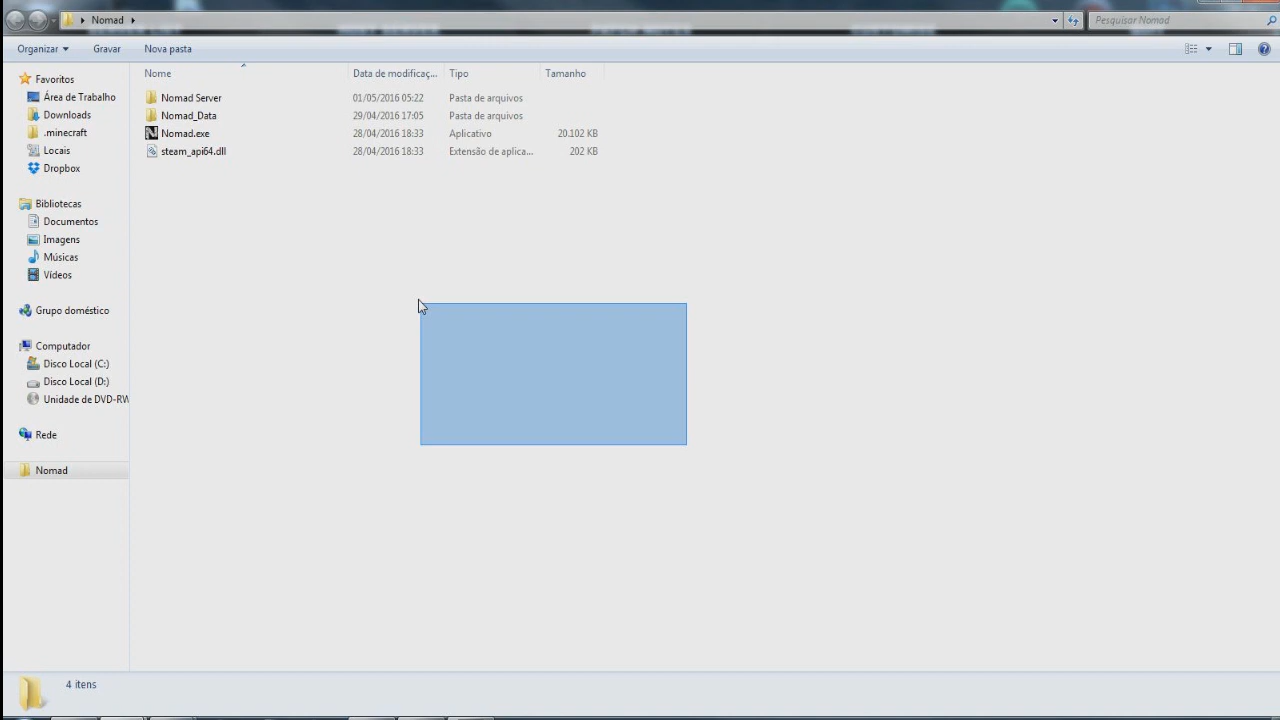 Nomad
Pesquisar Nomad
Organizar
Gravar
Nova pasta
Nome
Data de modificaç...
Tipo
Tamanho
Nomad Server 01/05/2016 05:22 Pasta de arquivos
Nomad_Data 29/04/2016 17:05 Pasta de arquivos
Nomad.exe 28/04/2016 18:33 Aplicativo 20.102 KB
steam_api64.dll 28/04/2016 18:33 Extensão de aplica... 202 KB
Favoritos
Área de Trabalho
Downloads
.minecraft
Locais
Dropbox
Bibliotecas
Documentos
Imagens
Músicas
Vídeos
Grupo doméstico
Computador
Disco Local (C:)
Disco Local (D:)
Unidade de DVD-RW
Rede
Nomad
4 itens